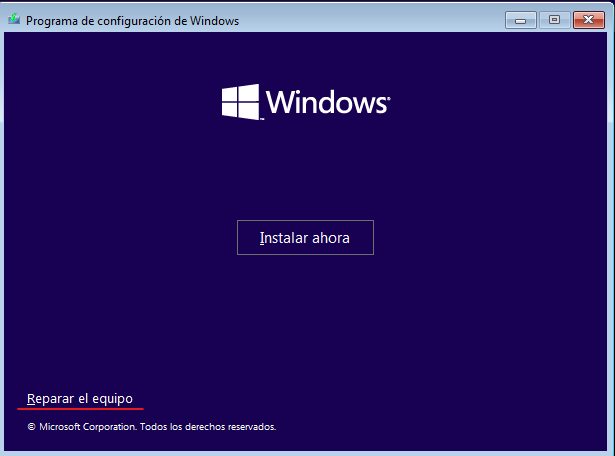 Programa de configuración de Windows
Windows®
Instalar ahora
Reparar el equipo
© Microsoft Corporation. Todos los derechos reservados.